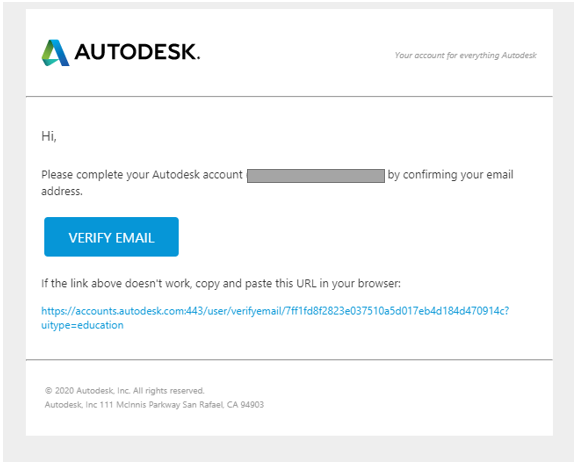 AUTODESK.
Your account for everything Autodesk
Hi,
Please complete your Autodesk account by confirming your email
address.
VERIFY EMAIL
If the link above doesn't work, copy and paste this URL in your browser:
https://accounts.autodesk.com:443/user/verifyemail/7ff1fd8f2823e037510a5d017eb4d184d470914c?
uitype=education
© 2020 Autodesk, Inc. All rights reserved.
Autodesk, Inc 111 McInnis Parkway San Rafael, CA 94903